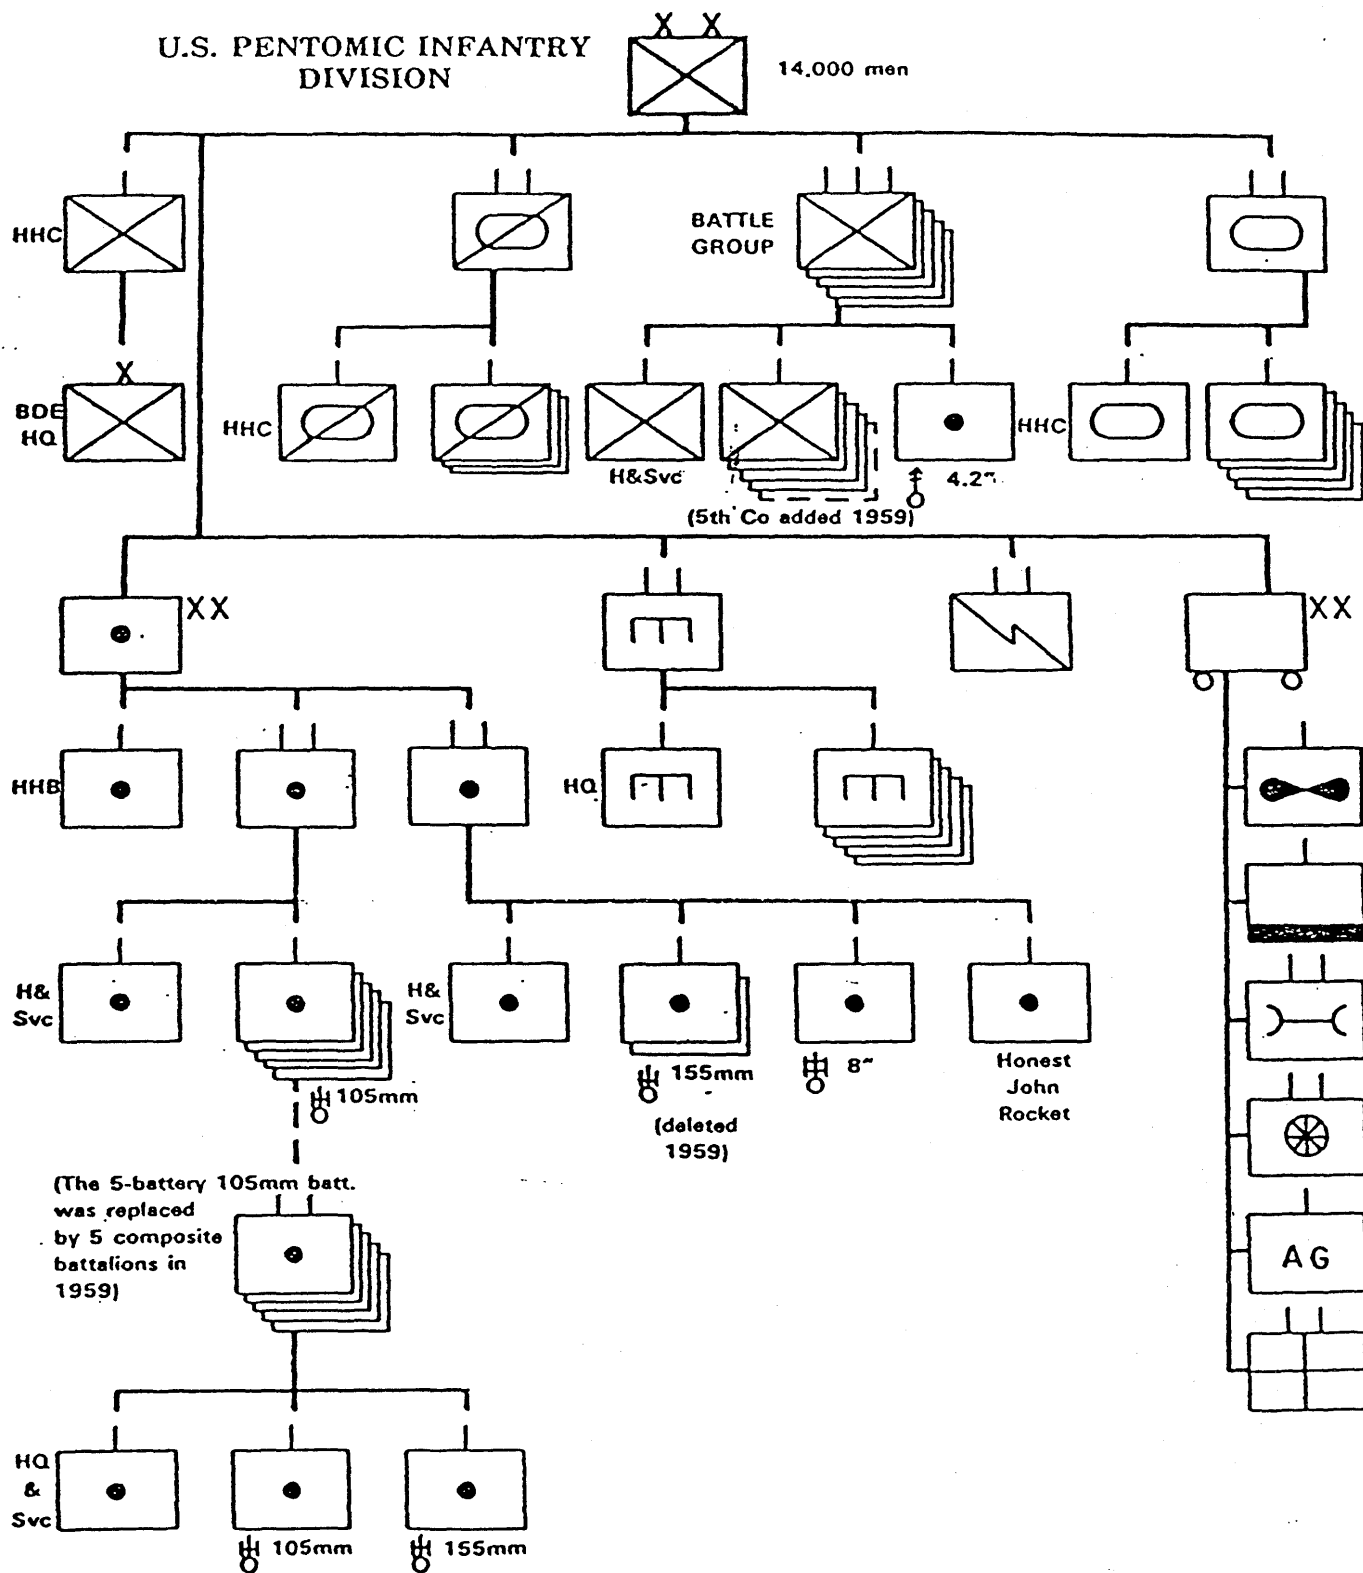 U.S. PENTOMIC INFANTRY
DIVISION
14,000 men
HHC
BATTLE
GROUP
BDE
HQ
HHC
H&Svc
4.2"
HHC
(5th Co added 1959)
XX
XX
HHB
HQ
H&
Svc
H&
Svc
105mm
155mm
(deleted
1959)
8"
Honest
John
Rocket
(The 5-battery 105mm batt.
was replaced
by 5 composite
battalions in
1959)
AG
HQ
&
Svc
105mm
155mm